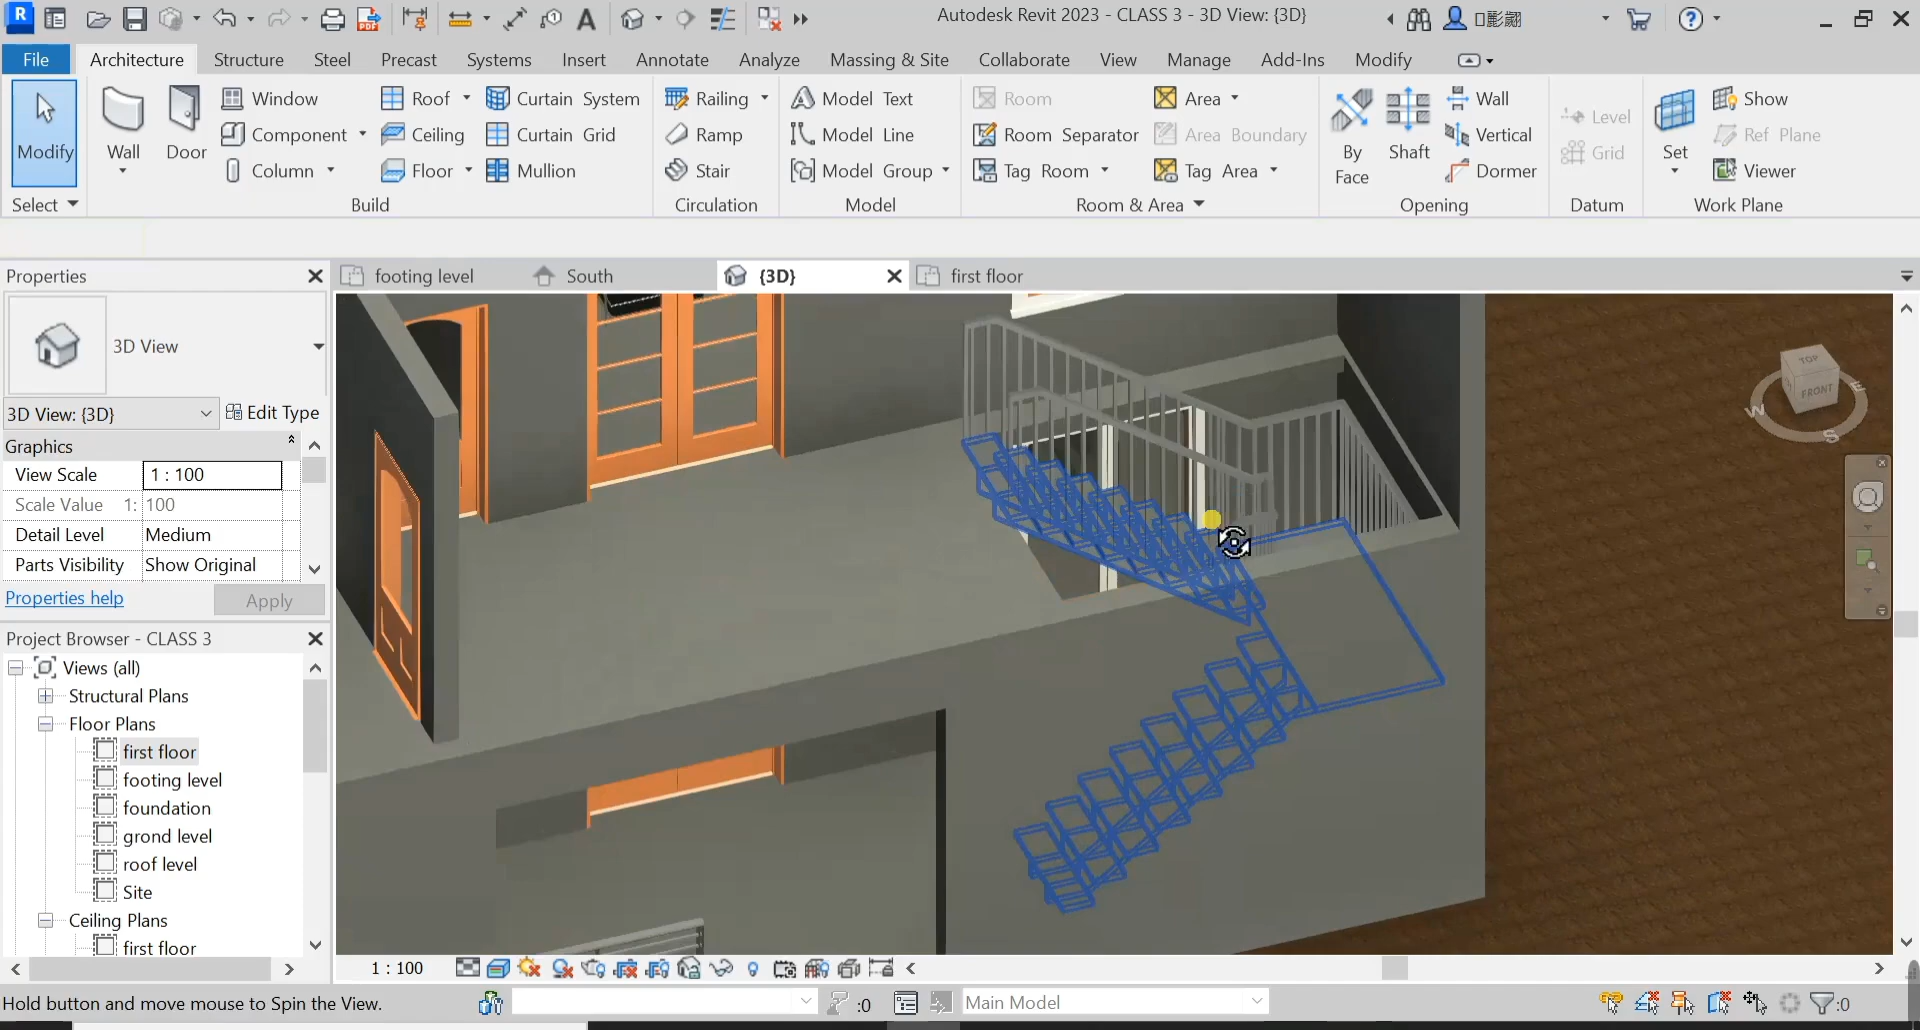 Autodesk Revit 2023 - CLASS 3 - 3D View: {3D}
File Architecture Structure Steel Precast Systems Insert Annotate Analyze Massing & Site Collaborate View Manage Add-Ins Modify
Modify
Select
Wall
Door
Window
Component
Column
Roof
Ceiling
Floor
Curtain System
Curtain Grid
Mullion
Build
Railing
Ramp
Stair
Circulation
Model Text
Model Line
Model Group
Model
Room
Room Separator
Tag Room
Area
Area Boundary
Tag Area
Room & Area
By
Face
Shaft
Wall
Vertical
Dormer
Opening
Level
Grid
Datum
Set
Show
Ref Plane
Viewer
Work Plane
Properties
footing level South {3D} first floor
3D View
3D View: {3D} Edit Type
Graphics
View Scale 1 : 100
Scale Value 1: 100
Detail Level Medium
Parts Visibility Show Original
Properties help Apply
Project Browser - CLASS 3
Views (all)
Structural Plans
Floor Plans
first floor
footing level
foundation
grond level
roof level
Site
Ceiling Plans
first floor
TOP
FRONT
W
S
E
1 : 100
Hold button and move mouse to Spin the View.
:0
Main Model
:0